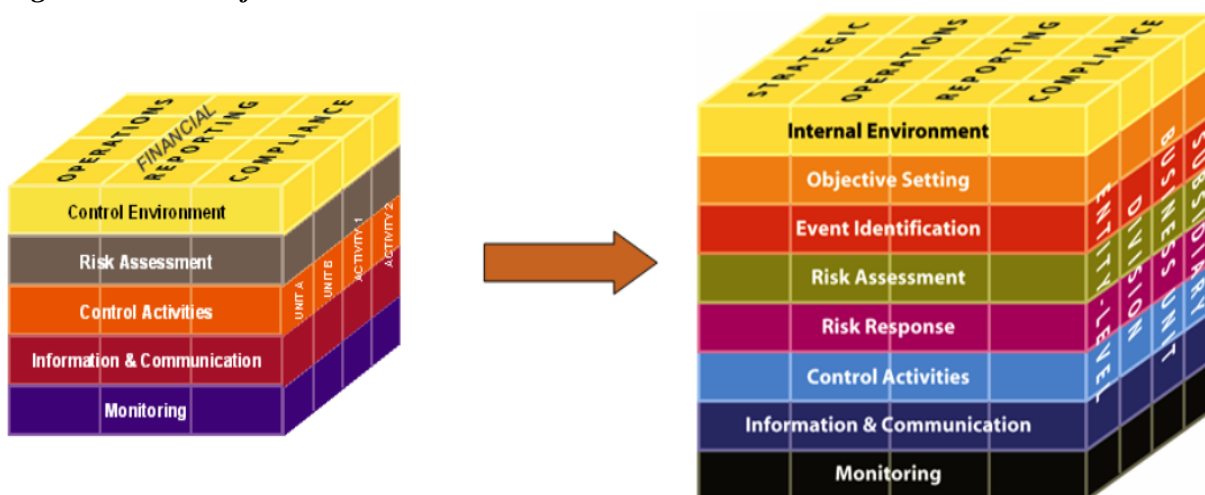 OPERATIONS
FINANCIAL
REPORTING
COMPLIANCE
Control Environment
Risk Assessment
Control Activities
Information & Communication
Monitoring
UNIT A
UNIT B
ACTIVITY 1
ACTIVITY 2
STRATEGIC
OPERATIONS
REPORTING
COMPLIANCE
Internal Environment
Objective Setting
Event Identification
Risk Assessment
Risk Response
Control Activities
Information & Communication
Monitoring
ENTITY-LEVEL
DIVISION
BUSINESS UNIT
SUBSIDIARY